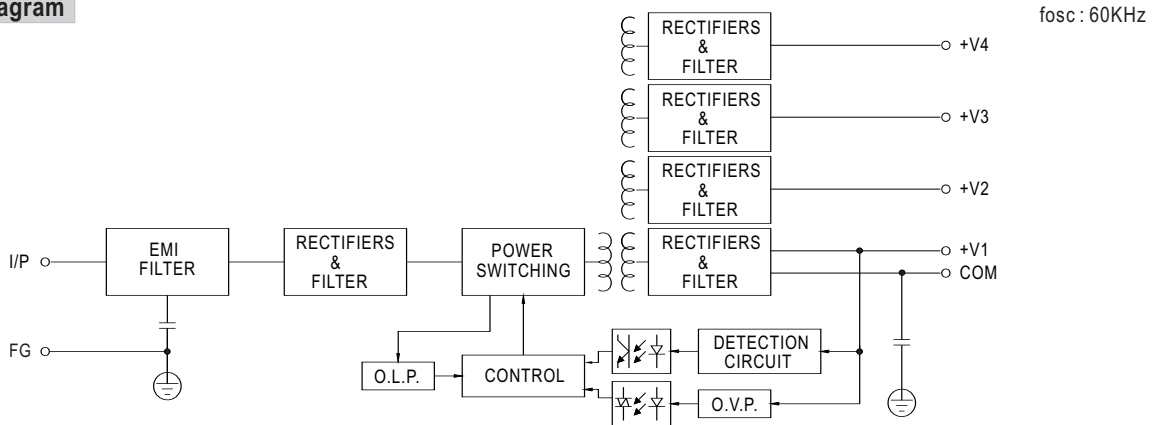 fosc : 60KHz
RECTIFIERS
&
FILTER
+V4
RECTIFIERS
&
FILTER
+V3
RECTIFIERS
&
FILTER
+V2
I/P
EMI
FILTER
RECTIFIERS
&
FILTER
POWER
SWITCHING
RECTIFIERS
&
FILTER
+V1
COM
FG
O.L.P.
CONTROL
DETECTION
CIRCUIT
O.V.P.